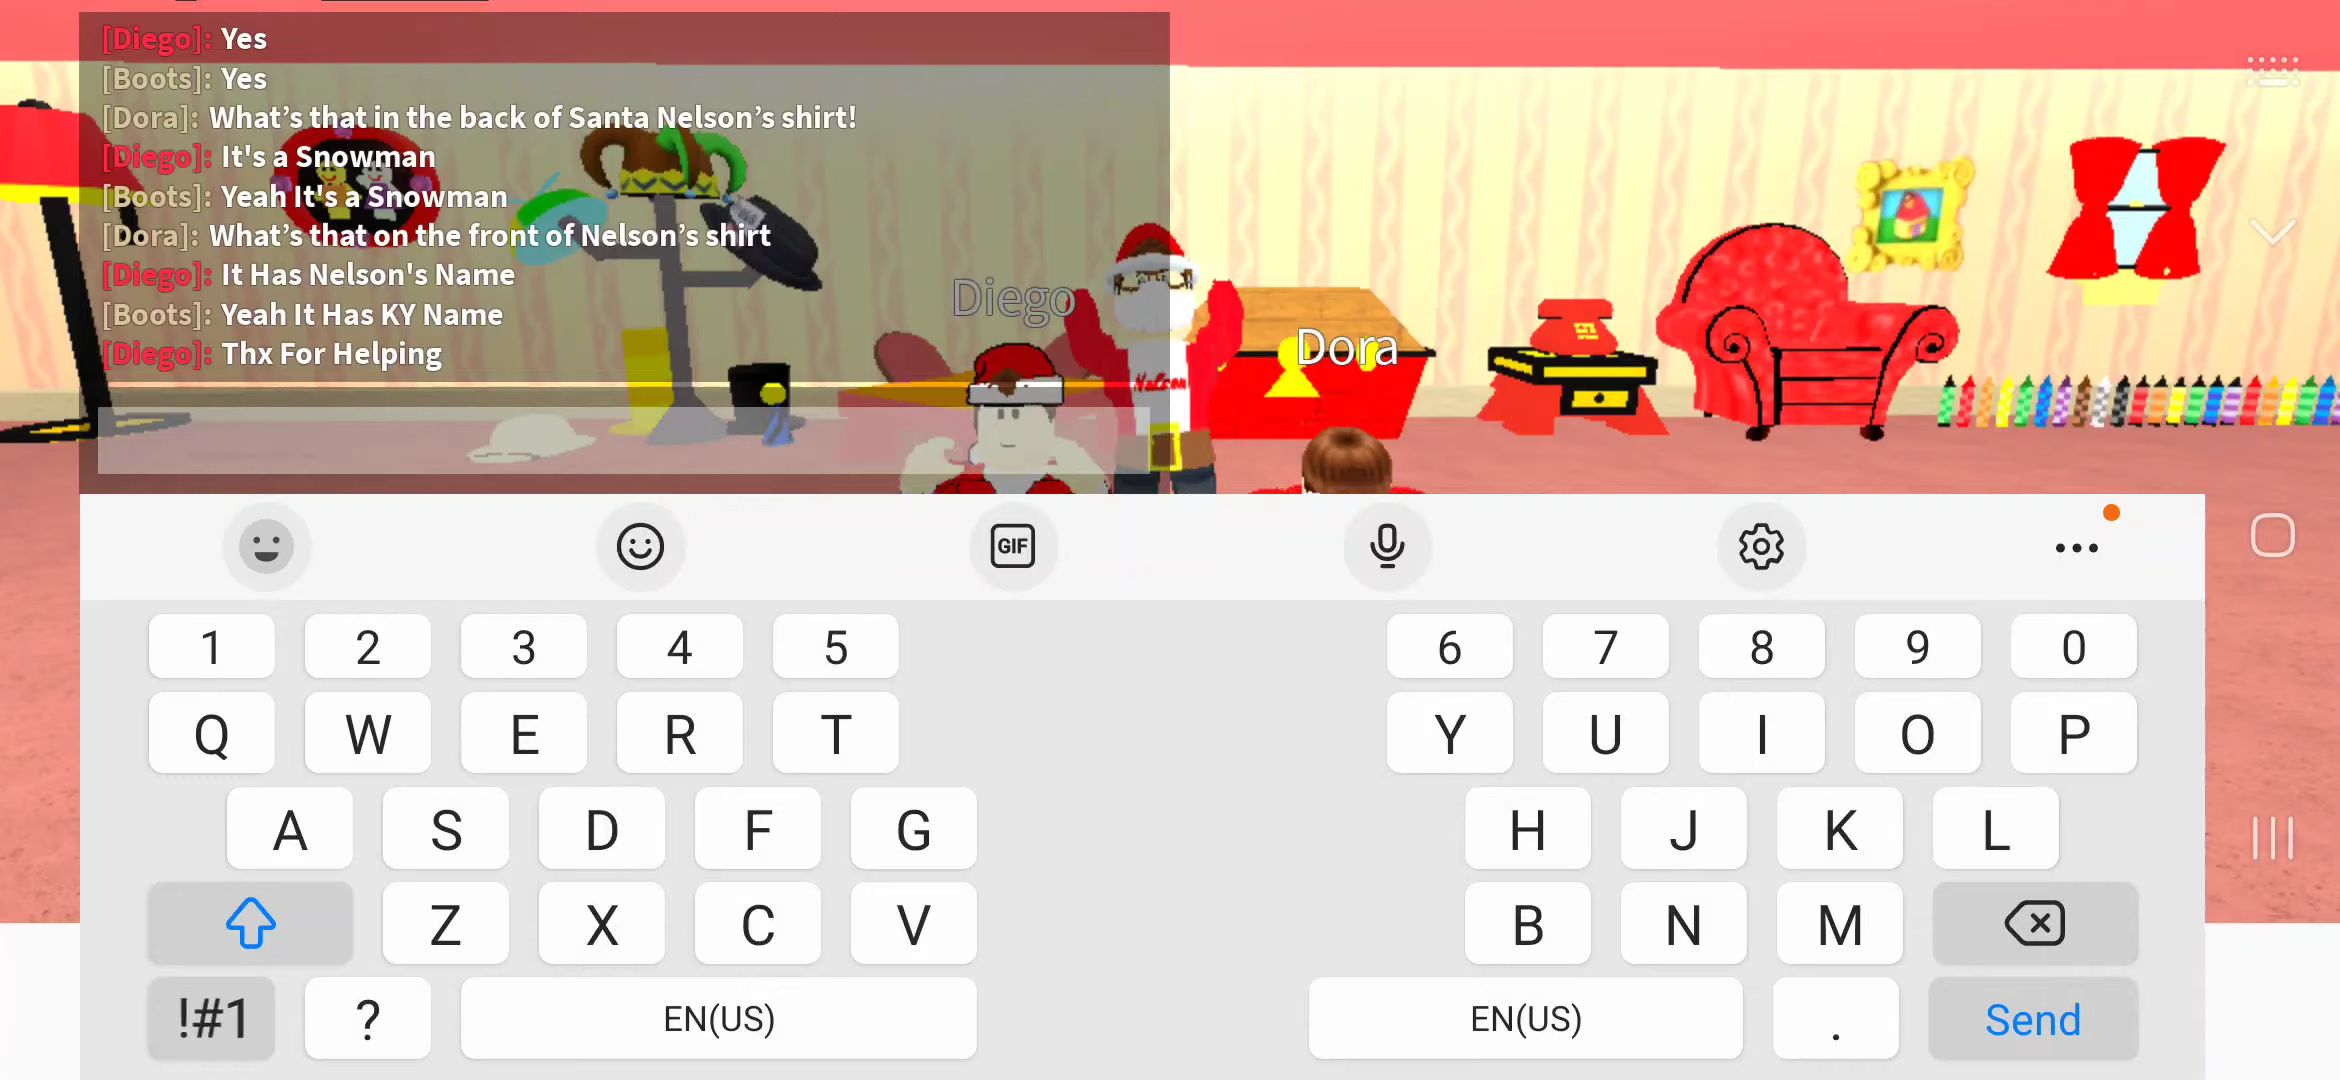 [Diego]: Yes
[Boots]: Yes
[Dora]: What’s that in the back of Santa Nelson’s shirt!
[Diego]: It's a Snowman
[Boots]: Yeah It's a Snowman
[Dora]: What’s that on the front of Nelson’s shirt
[Diego]: It Has Nelson's Name
[Boots]: Yeah It Has KY Name
[Diego]: Thx For Helping
Diego
Dora
Nelson
GIF
1 2 3 4 5 6 7 8 9 0
Q W E R T Y U I O P
A S D F G H J K L
Z X C V B N M
!#1 ? EN(US) EN(US) . Send